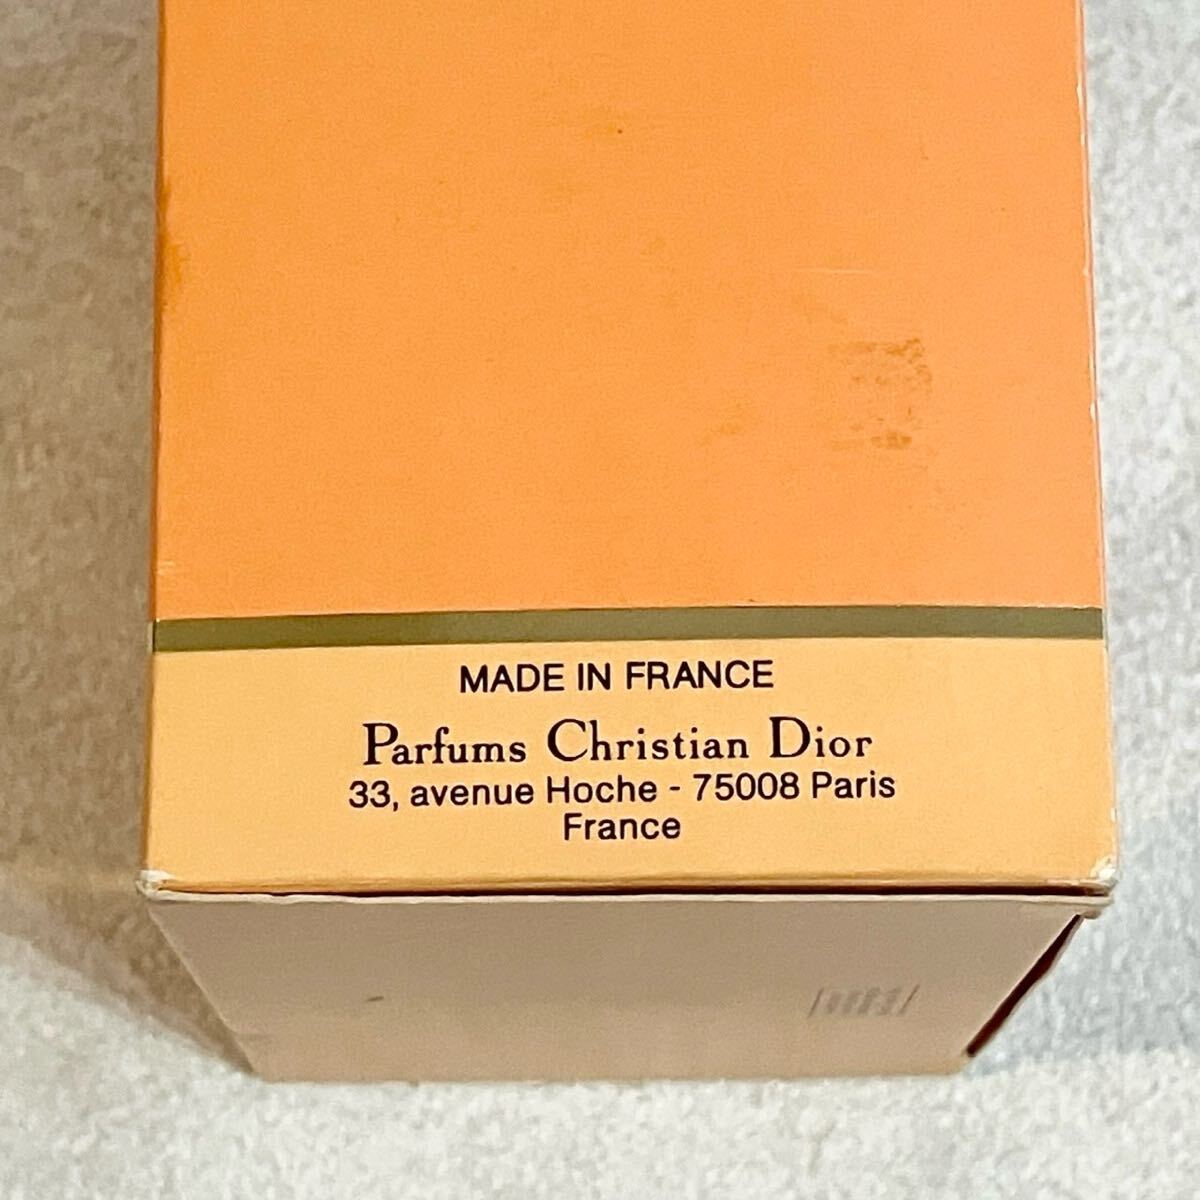 MADE IN FRANCE
Parfums Christian Dior
33, avenue Hoche - 75008 Paris
France